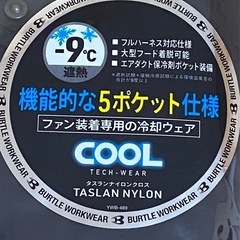 -9℃
遮熱
■ フルハーネス対応仕様
■ 大型フード着脱可能
■ エアダクト保冷剤ポケット装備
機能的な5ポケット仕様
ファン装着専用の冷却ウェア
COOL
TECH-WEAR
タスランナイロンクロス
TASLAN NYLON
BURTLE WORKWEAR
BURTLE WORKWEAR
BURTLE WORKWEAR
BURTLE WORKWEAR